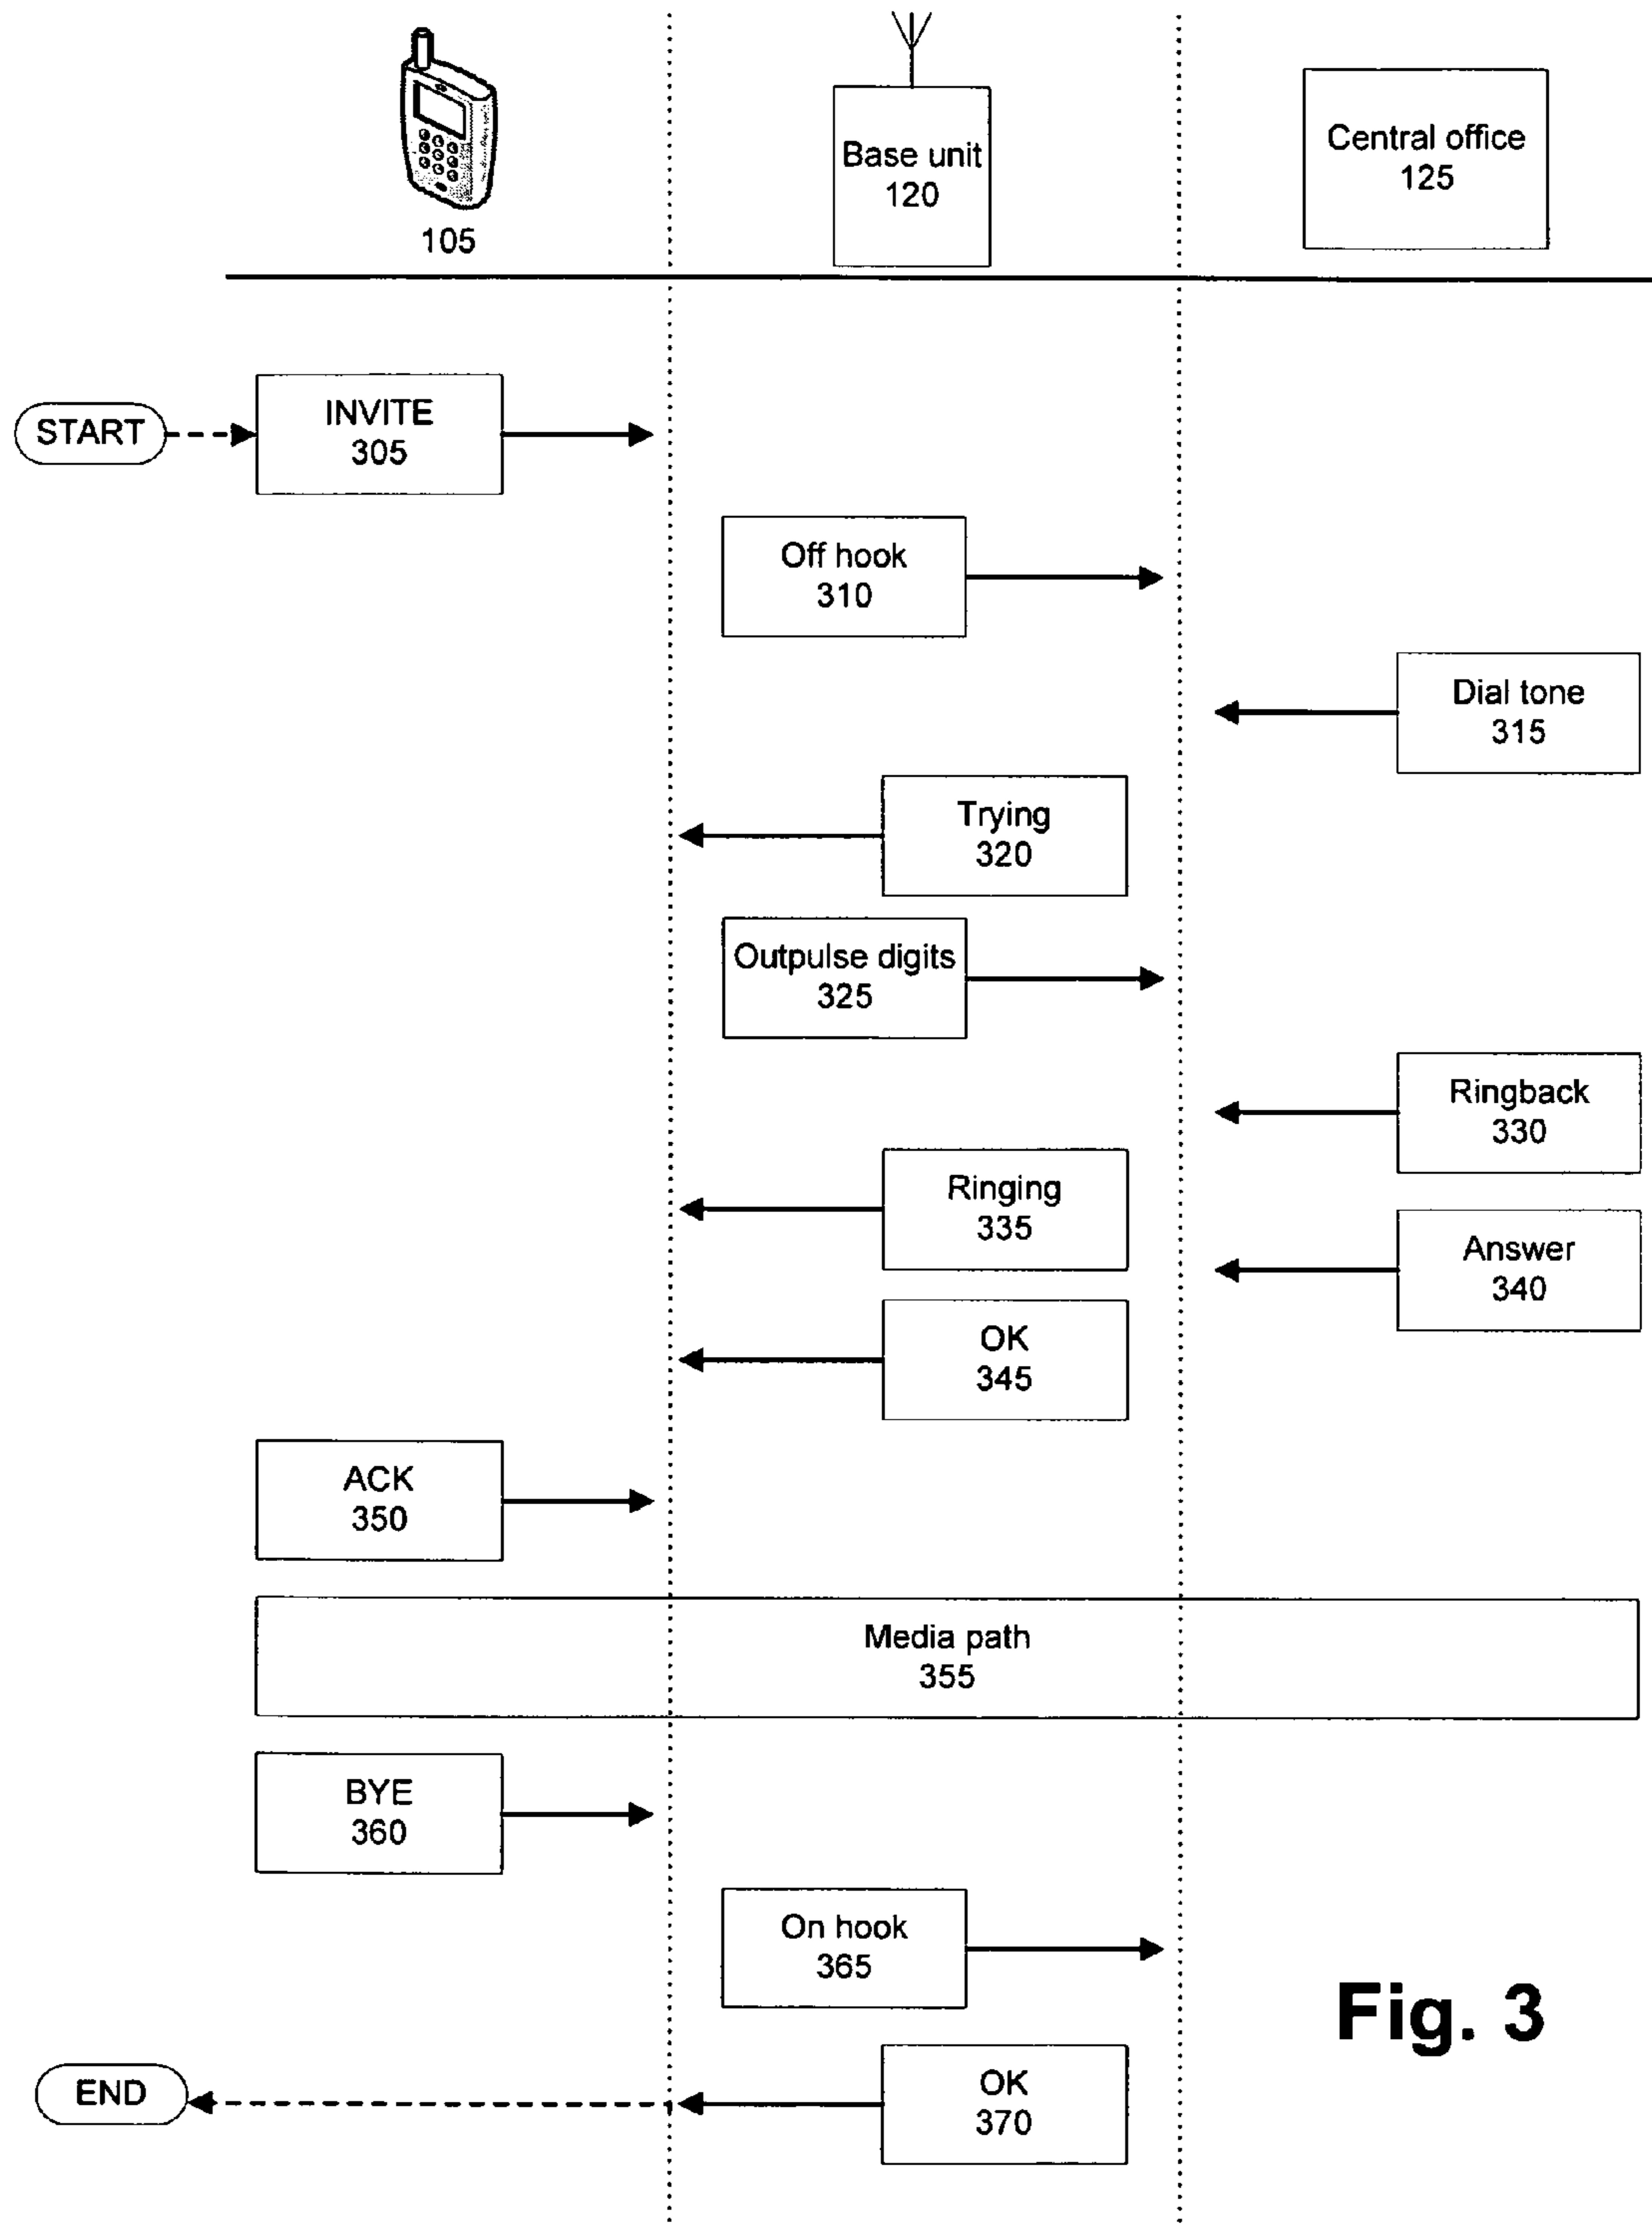 105
Base unit
120
Central office
125
START
INVITE
305
Off hook
310
Dial tone
315
Trying
320
Outpulse digits
325
Ringback
330
Ringing
335
Answer
340
OK
345
ACK
350
Media path
355
BYE
360
On hook
365
Fig. 3
END
OK
370